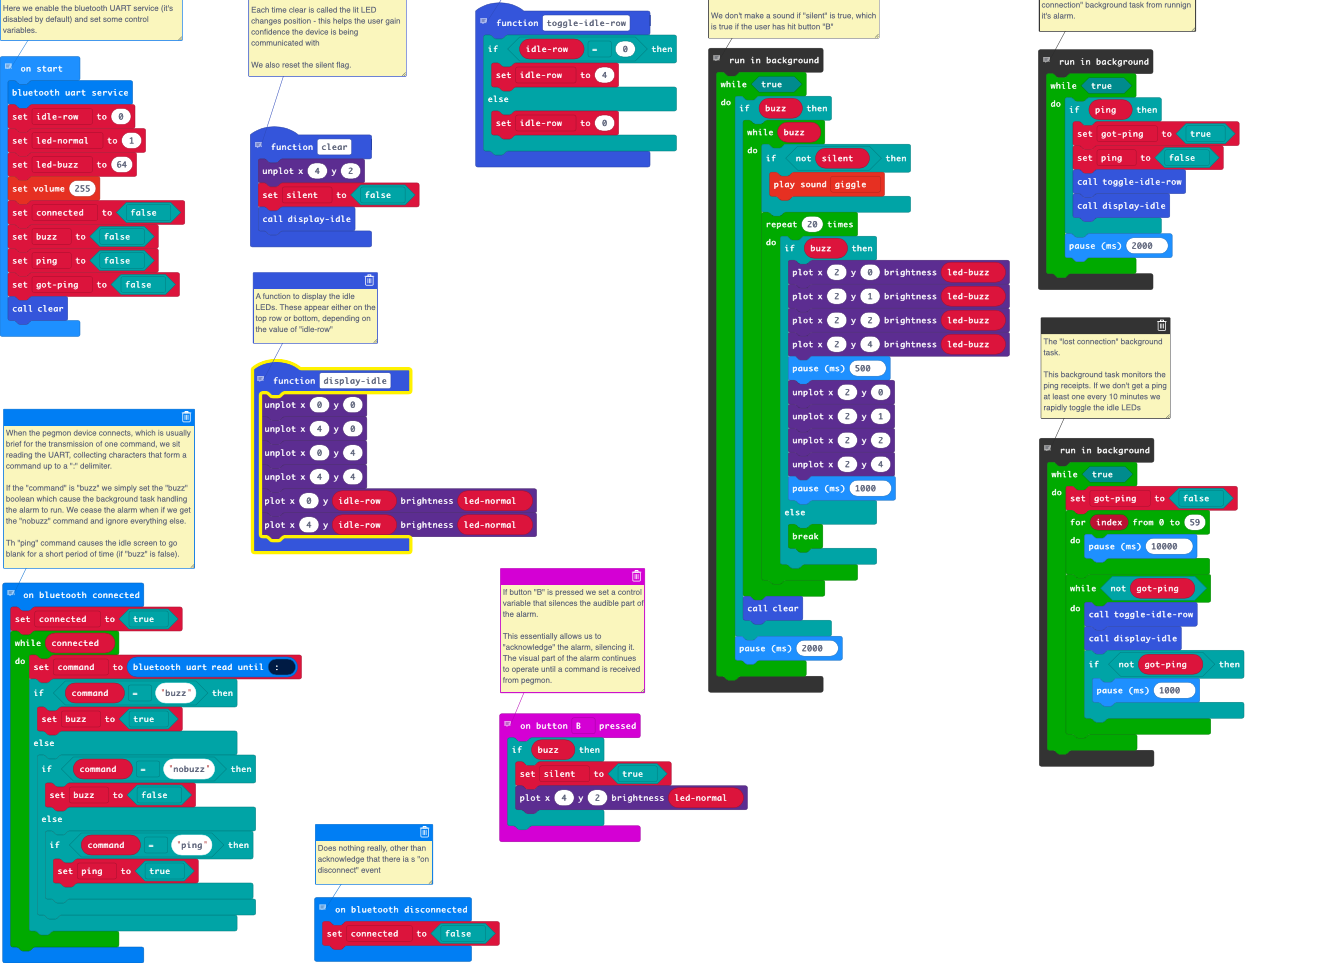 Here we enable the bluetooth UART service (it's
disabled by default) and set some control
variables.
on start
bluetooth uart service
set idle-row to 0
set led-normal to 1
set led-buzz to 64
set volume 255
set connected to false
set buzz to false
set ping to false
set got-ping to false
call clear
When the pegmon device connects, which is usually
brief for the transmission of one command, we sit
reading the UART, collecting characters that form a
command up to a ":" delimiter.
If the "command" is "buzz" we simply set the "buzz"
boolean which cause the background task handling
the alarm to run. We cease the alarm when if we get
the "nobuzz" command and ignore everything else.
Th "ping" command causes the idle screen to go
blank for a short period of time (if "buzz" is false).
on bluetooth connected
set connected to true
while connected
do set command to bluetooth uart read until :
if command = "buzz" then
set buzz to true
else
if command = "nobuzz" then
set buzz to false
else
if command = "ping" then
set ping to true
Each time clear is called the lit LED
changes position - this helps the user gain
confidence the device is being
communicated with
We also reset the silent flag.
function clear
unplot x 4 y 2
set silent to false
call display-idle
A function to display the idle
LEDs. These appear either on the
top row or bottom, depending on
the value of "idle-row"
function display-idle
unplot x 0 y 0
unplot x 4 y 0
unplot x 0 y 4
unplot x 4 y 4
plot x 0 y idle-row brightness led-normal
plot x 4 y idle-row brightness led-normal
Does nothing really, other than
acknowledge that there ia s "on
disconnect" event
on bluetooth disconnected
set connected to false
function toggle-idle-row
if idle-row = 0 then
set idle-row to 4
else
set idle-row to 0
If button "B" is pressed we set a control
variable that silences the audible part of
the alarm.
This essentially allows us to
"acknowledge" the alarm, silencing it.
The visual part of the alarm continues
to operate until a command is received
from pegmon.
on button B pressed
if buzz then
set silent to true
plot x 4 y 2 brightness led-normal
We don't make a sound if "silent" is true, which
is true if the user has hit button "B"
run in background
while true
do if buzz then
while buzz
do if not silent then
play sound giggle
repeat 20 times
do if buzz then
plot x 2 y 0 brightness led-buzz
plot x 2 y 1 brightness led-buzz
plot x 2 y 2 brightness led-buzz
plot x 2 y 4 brightness led-buzz
pause (ms) 500
unplot x 2 y 0
unplot x 2 y 1
unplot x 2 y 2
unplot x 2 y 4
pause (ms) 1000
else
break
call clear
pause (ms) 2000
connection" background task from runnign
it's alarm.
run in background
while true
do if ping then
set got-ping to true
set ping to false
call toggle-idle-row
call display-idle
pause (ms) 2000
The "lost connection" background
task.
This background task monitors the
ping receipts. If we don't get a ping
at least one every 10 minutes we
rapidly toggle the idle LEDs
run in background
while true
do set got-ping to false
for index from 0 to 59
do pause (ms) 10000
while not got-ping
do call toggle-idle-row
call display-idle
if not got-ping then
pause (ms) 1000